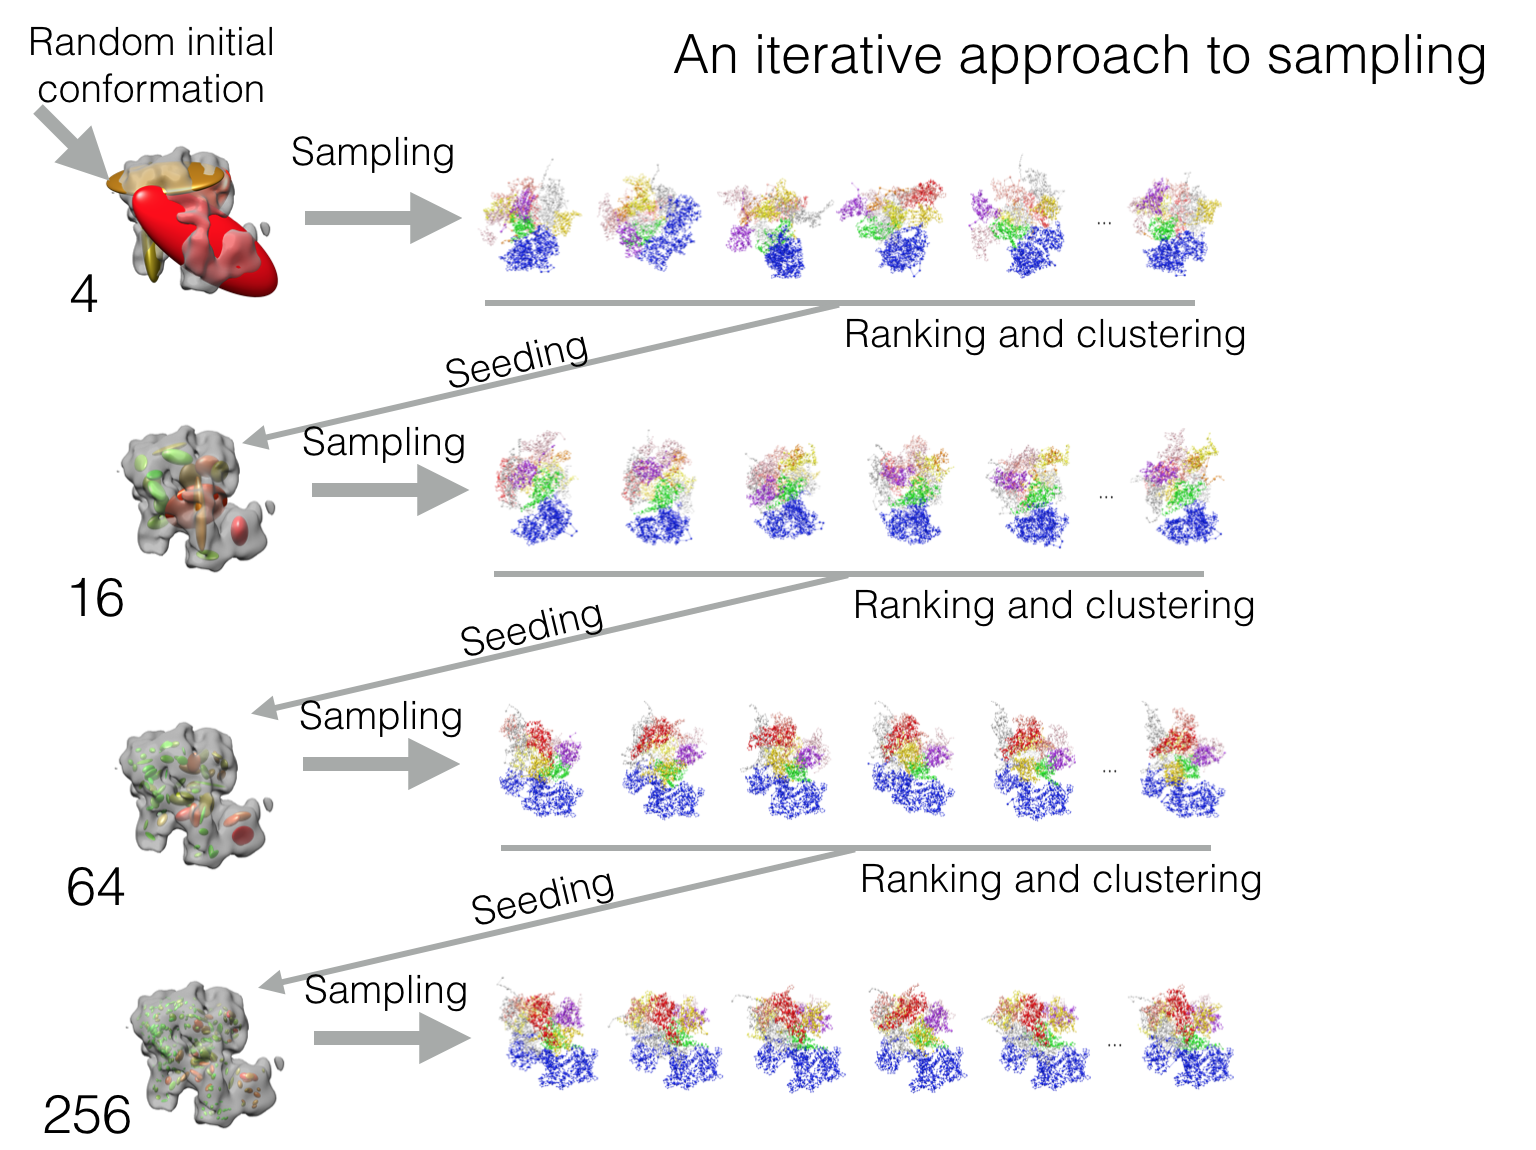 Random initial
conformation
An iterative approach to sampling
Sampling
...
4
Ranking and clustering
Seeding
Sampling
...
16
Ranking and clustering
Seeding
Sampling
...
64
Ranking and clustering
Seeding
Sampling
...
256